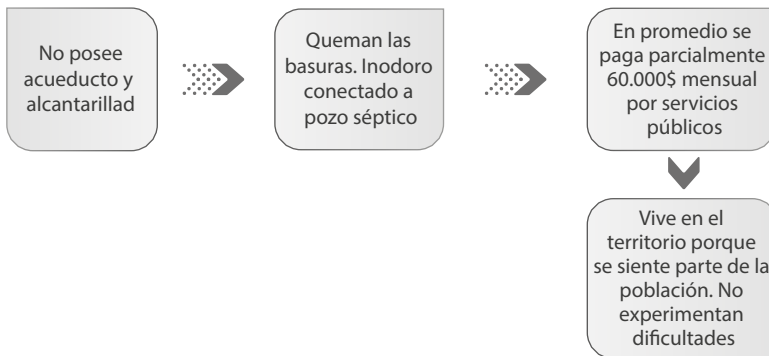 No posee
acueducto y
alcantarillad
Queman las
basuras. Inodoro
conectado a
pozo séptico
En promedio se
paga parcialmente
60.000$ mensual
por servicios
públicos
Vive en el
territorio porque
se siente parte de la
población. No
experimentan
dificultades